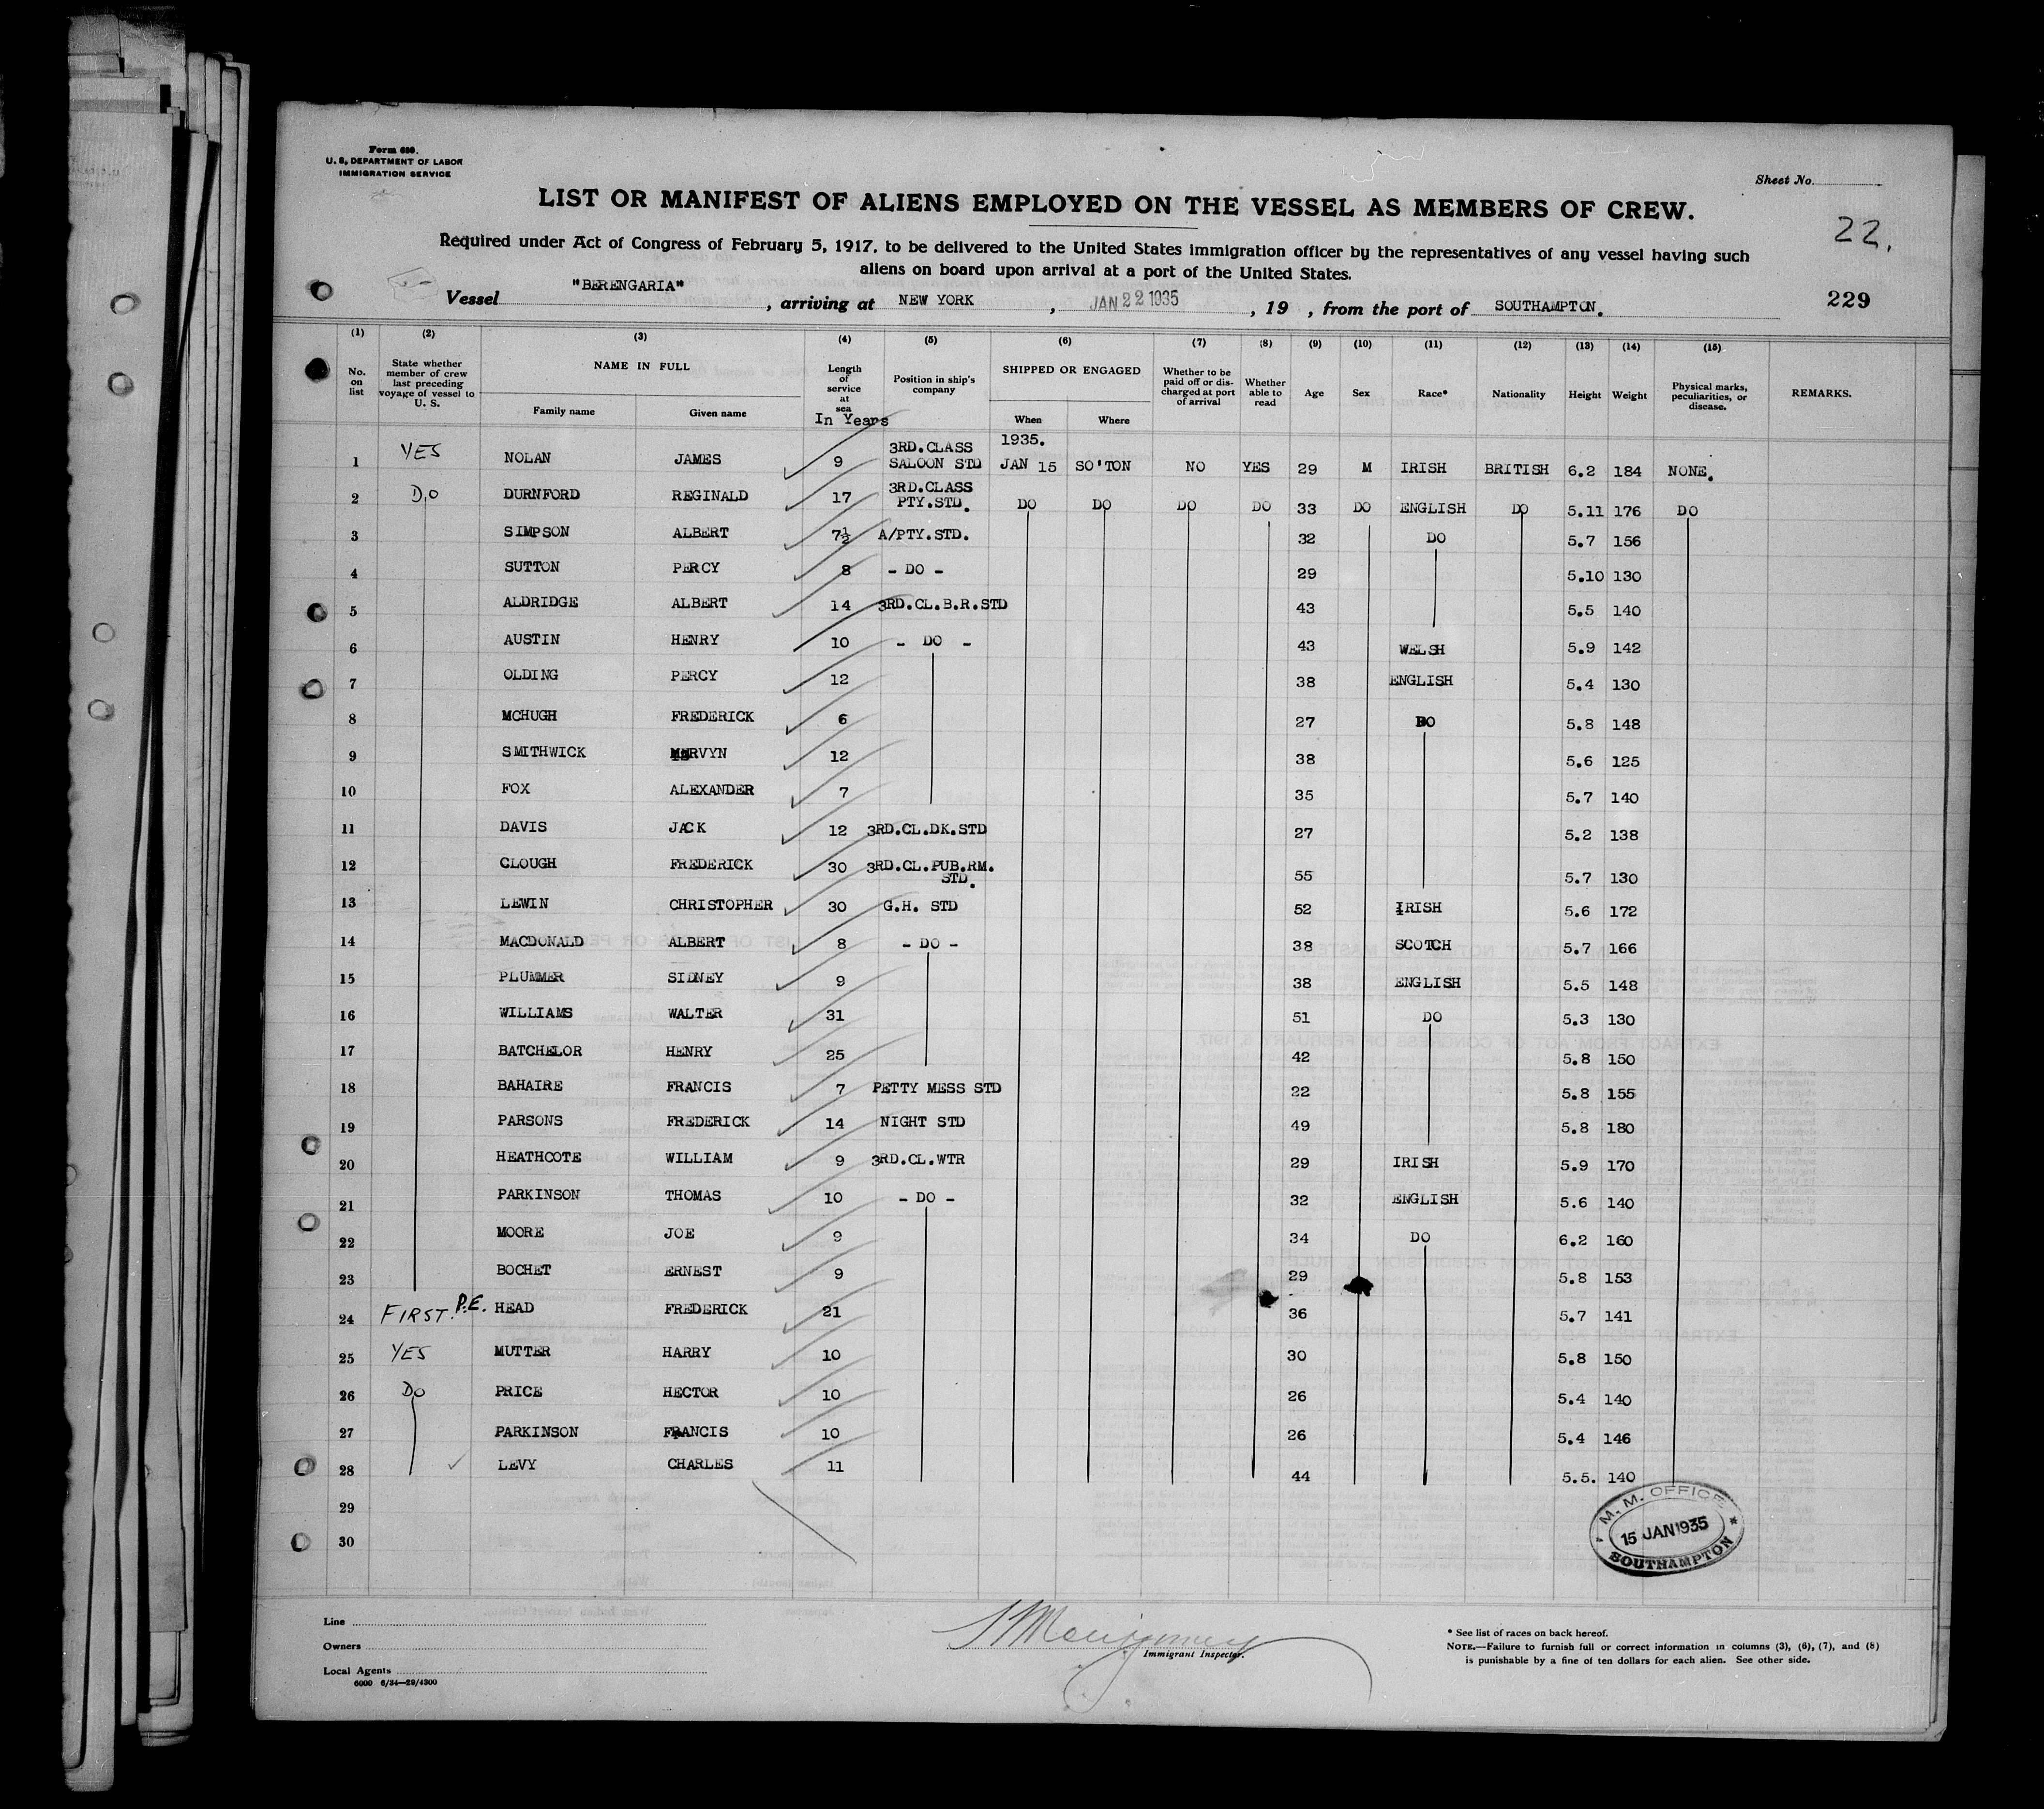 Form 680.
U. S. DEPARTMENT OF LABOR
IMMIGRATION SERVICE
Sheet No.
LIST OR MANIFEST OF ALIENS EMPLOYED ON THE VESSEL AS MEMBERS OF CREW.
22.
Required under Act of Congress of February 5, 1917, to be delivered to the United States immigration officer by the representatives of any vessel having such
aliens on board upon arrival at a port of the United States.
Vessel "BERENGARIA", arriving at NEW YORK, JAN 22 1935, 19 , from the port of SOUTHAMPTON.
229
(1) (2) (3) (4) (5) (6) (7) (8) (9) (10) (11) (12) (13) (14) (15)
No. on list State whether member of crew last preceding voyage of vessel to U. S. NAME IN FULL Family name Given name Length of service at sea In Years Position in ship's company SHIPPED OR ENGAGED When Where Whether to be paid off or discharged at port of arrival Whether able to read Age Sex Race* Nationality Height Weight Physical marks, peculiarities, or disease. REMARKS.
1 YES NOLAN JAMES 9 3RD.CLASS SALOON STD 1935. JAN 15 SO'TON NO YES 29 M IRISH BRITISH 6.2 184 NONE.
2 DO DURNFORD REGINALD 17 3RD.CLASS PTY.STD. DO DO DO DO 33 DO ENGLISH DO 5.11 176 DO
3 SIMPSON ALBERT 7½ A/PTY.STD. 32 DO 5.7 156
4 SUTTON PERCY 8 - DO - 29 5.10 130
5 ALDRIDGE ALBERT 14 3RD.CL.B.R.STD 43 5.5 140
6 AUSTIN HENRY 10 - DO - 43 WELSH 5.9 142
7 OLDING PERCY 12 38 ENGLISH 5.4 130
8 MCHUGH FREDERICK 6 27 DO 5.8 148
9 SMITHWICK 12 38 5.6 125
10 FOX ALEXANDER 7 35 5.7 140
11 DAVIS JACK 12 3RD.CL.DK.STD 27 5.2 138
12 CLOUGH FREDERICK 30 3RD.CL.PUB.RM. STD. 55 5.7 130
13 LEWIN CHRISTOPHER 30 G.H. STD 52 IRISH 5.6 172
14 MACDONALD ALBERT 8 - DO - 38 SCOTCH 5.7 166
15 PLUMMER SIDNEY 9 38 ENGLISH 5.5 148
16 WILLIAMS WALTER 31 51 DO 5.3 130
17 BATCHELOR HENRY 25 42 5.8 150
18 BAHAIRE FRANCIS 7 PETTY MESS STD 22 5.8 155
19 PARSONS FREDERICK 14 NIGHT STD 49 5.8 180
20 HEATHCOTE WILLIAM 9 3RD.CL.WTR 29 IRISH 5.9 170
21 PARKINSON THOMAS 10 - DO - 32 ENGLISH 5.6 140
22 MOORE JOE 9 34 DO 6.2 160
23 BOCHET ERNEST 9 29 5.8 153
24 FIRST. P.E. HEAD FREDERICK 21 36 5.7 141
25 YES MUTTER HARRY 10 30 5.8 150
26 DO PRICE HECTOR 10 26 5.4 140
27 PARKINSON FRANCIS 10 26 5.4 146
28 LEVY CHARLES 11 44 5.5. 140
29
30
M. M. OFFICE
15 JAN 1935
SOUTHAMPTON
Line
Owners
Local Agents
6000 6/34—29/4300
Immigrant Inspector.
* See list of races on back hereof.
NOTE.—Failure to furnish full or correct information in columns (3), (6), (7), and (8)
is punishable by a fine of ten dollars for each alien. See other side.